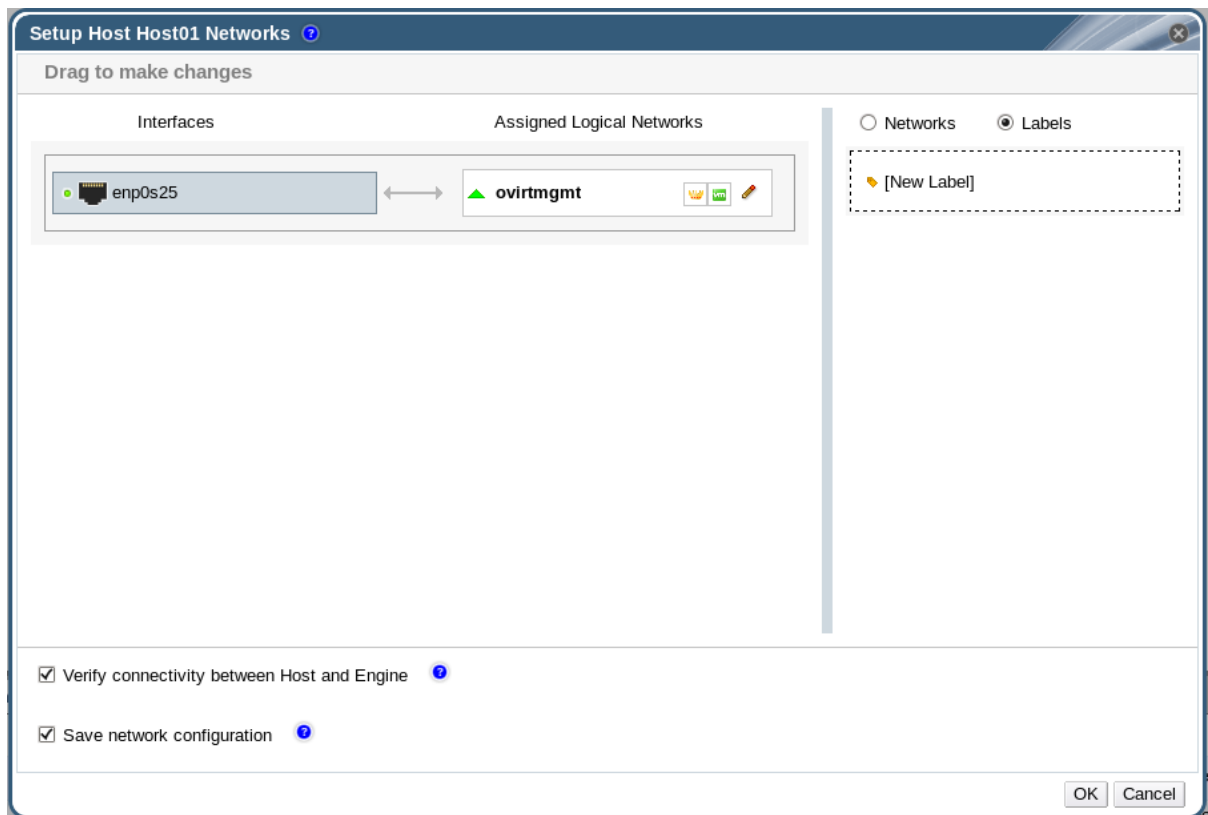 Setup Host Host01 Networks
Drag to make changes
Interfaces Assigned Logical Networks
Networks Labels
enp0s25 ovirtmgmt vm
[New Label]
Verify connectivity between Host and Engine
Save network configuration
OK Cancel